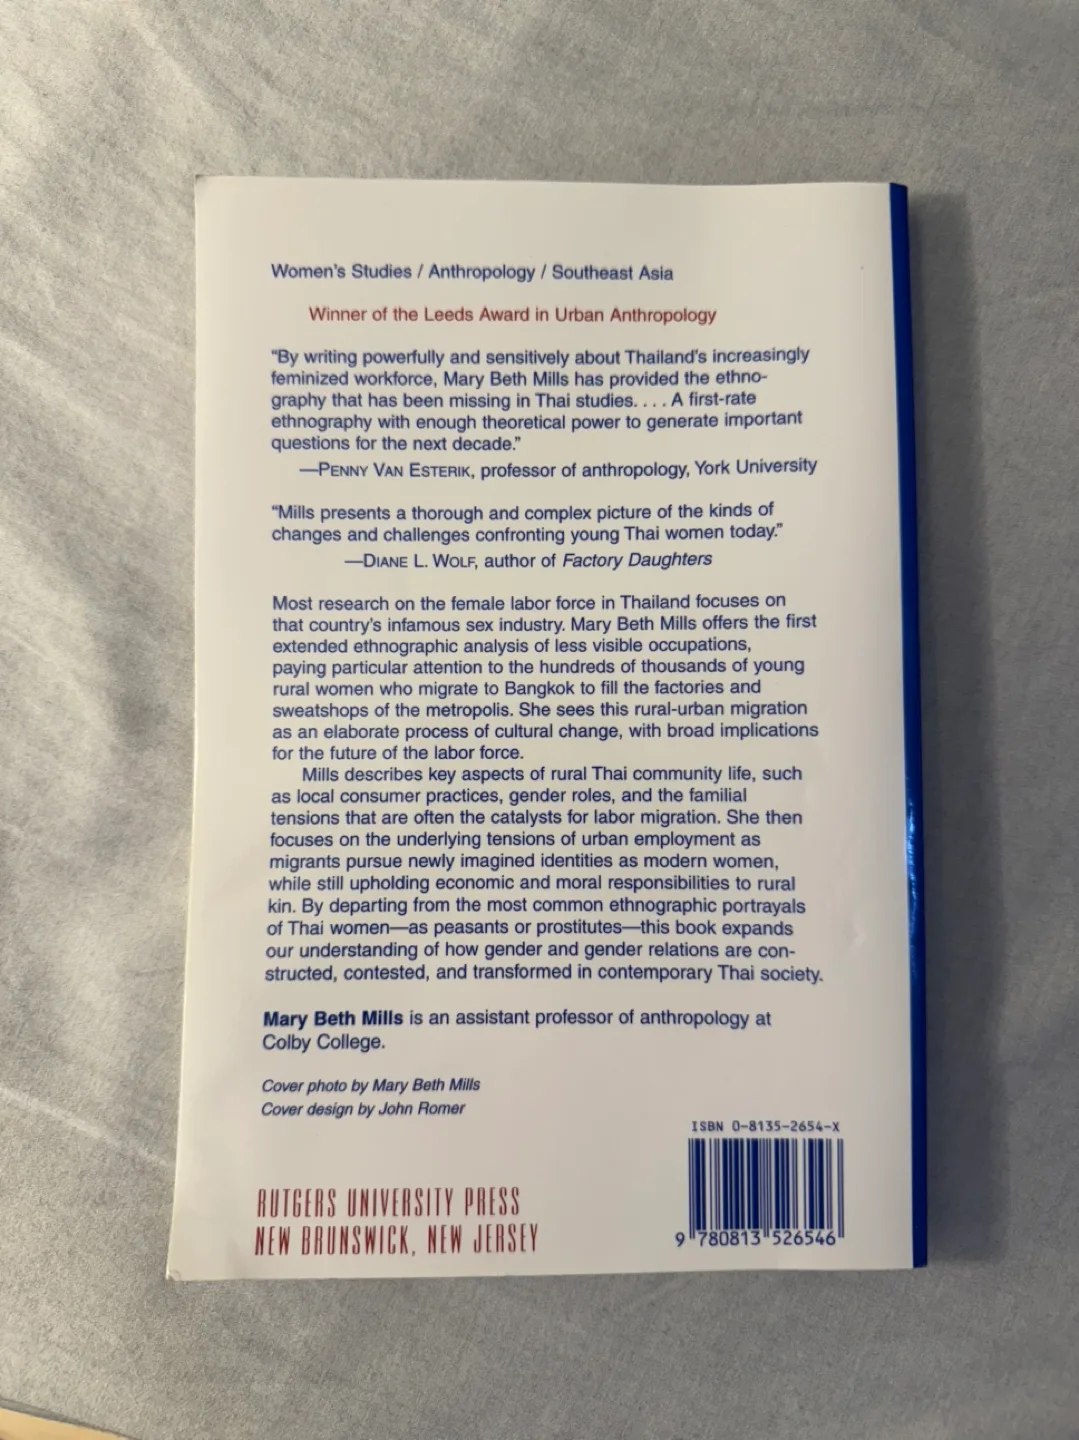 Women's Studies / Anthropology / Southeast Asia
Winner of the Leeds Award in Urban Anthropology
"By writing powerfully and sensitively about Thailand's increasingly
feminized workforce, Mary Beth Mills has provided the ethno-
graphy that has been missing in Thai studies. . . . A first-rate
ethnography with enough theoretical power to generate important
questions for the next decade."
—PENNY VAN ESTERIK, professor of anthropology, York University
"Mills presents a thorough and complex picture of the kinds of
changes and challenges confronting young Thai women today."
—DIANE L. WOLF, author of Factory Daughters
Most research on the female labor force in Thailand focuses on
that country's infamous sex industry. Mary Beth Mills offers the first
extended ethnographic analysis of less visible occupations,
paying particular attention to the hundreds of thousands of young
rural women who migrate to Bangkok to fill the factories and
sweatshops of the metropolis. She sees this rural-urban migration
as an elaborate process of cultural change, with broad implications
for the future of the labor force.
Mills describes key aspects of rural Thai community life, such
as local consumer practices, gender roles, and the familial
tensions that are often the catalysts for labor migration. She then
focuses on the underlying tensions of urban employment as
migrants pursue newly imagined identities as modern women,
while still upholding economic and moral responsibilities to rural
kin. By departing from the most common ethnographic portrayals
of Thai women—as peasants or prostitutes—this book expands
our understanding of how gender and gender relations are con-
structed, contested, and transformed in contemporary Thai society.
Mary Beth Mills is an assistant professor of anthropology at
Colby College.
Cover photo by Mary Beth Mills
Cover design by John Romer
ISBN 0-8135-2654-X
9 780813 526546
RUTGERS UNIVERSITY PRESS
NEW BRUNSWICK, NEW JERSEY